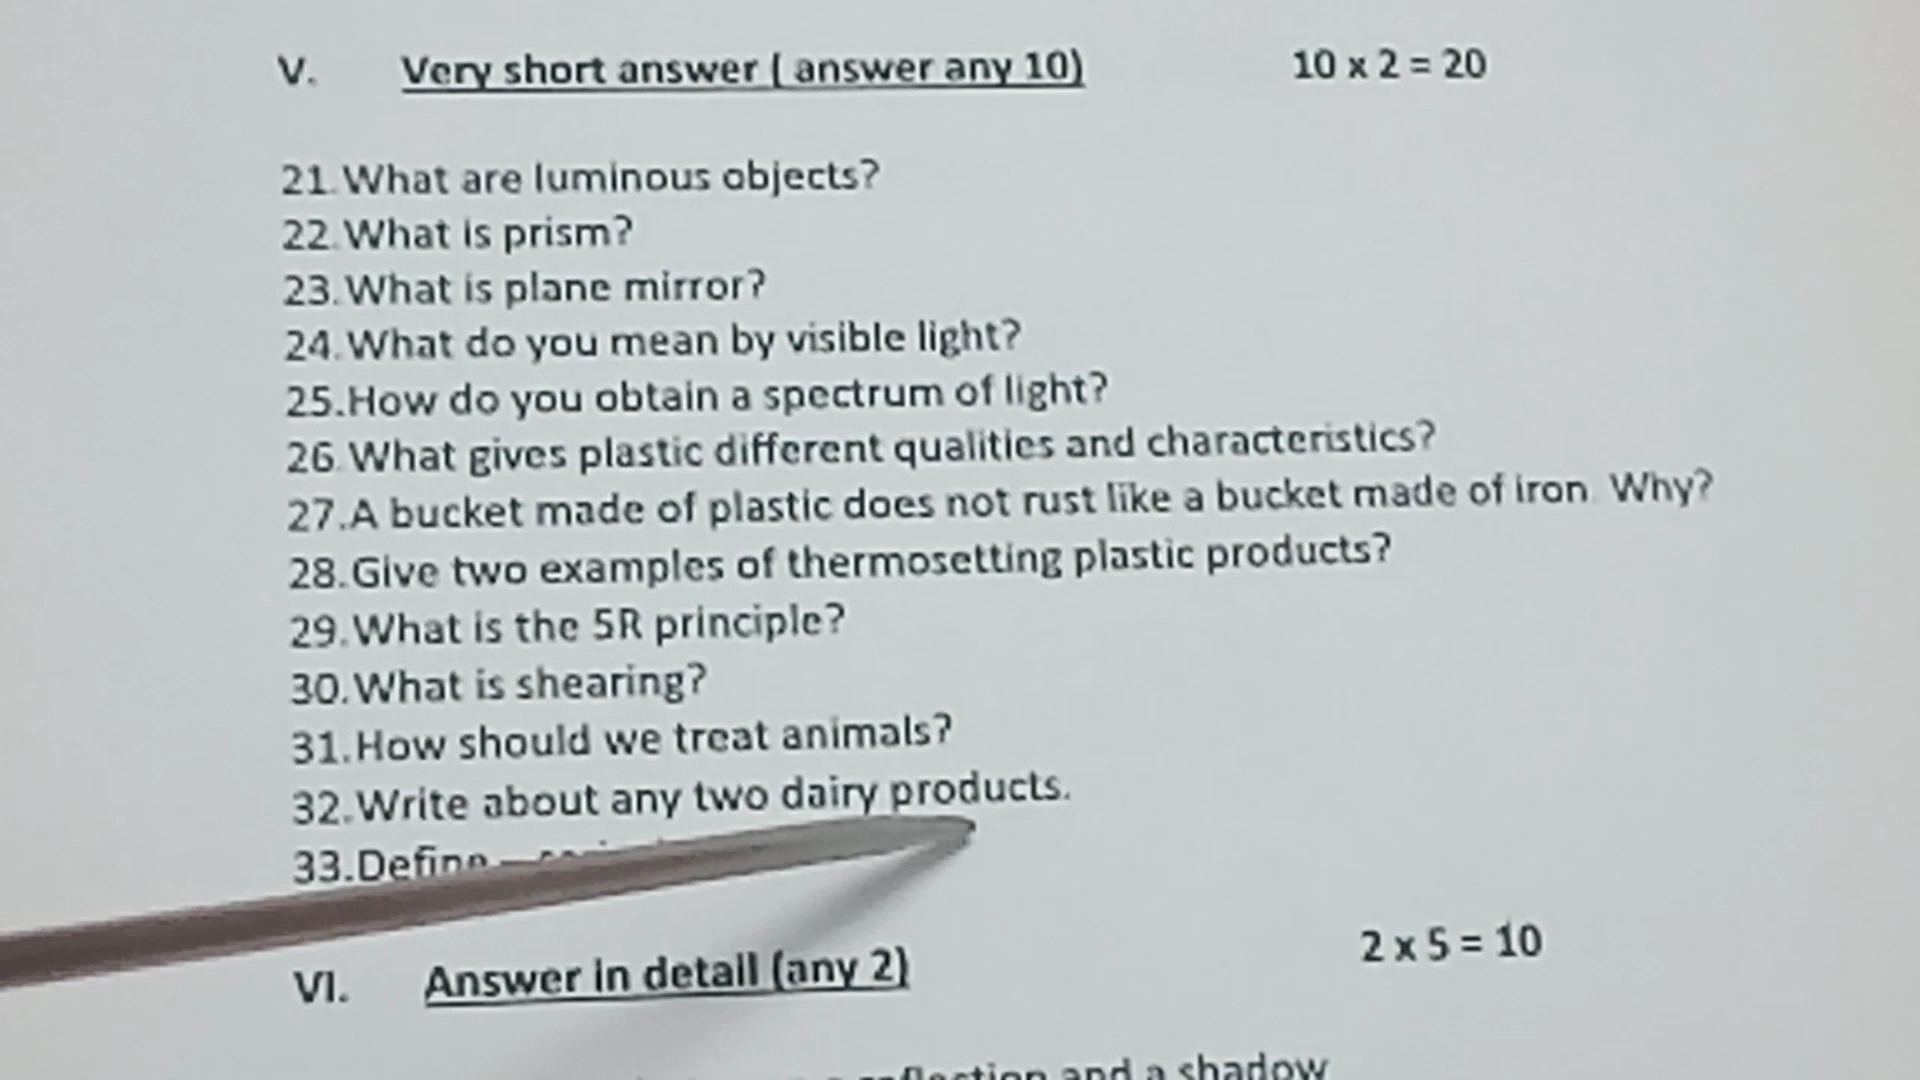 V. Very short answer ( answer any 10) 10 x 2 = 20
21.What are luminous objects?
22.What is prism?
23.What is plane mirror?
24.What do you mean by visible light?
25.How do you obtain a spectrum of light?
26.What gives plastic different qualities and characteristics?
27.A bucket made of plastic does not rust like a bucket made of iron. Why?
28.Give two examples of thermosetting plastic products?
29.What is the 5R principle?
30.What is shearing?
31.How should we treat animals?
32.Write about any two dairy products.
33.Define –
VI. Answer in detail (any 2) 2 x 5 = 10
and a shadow